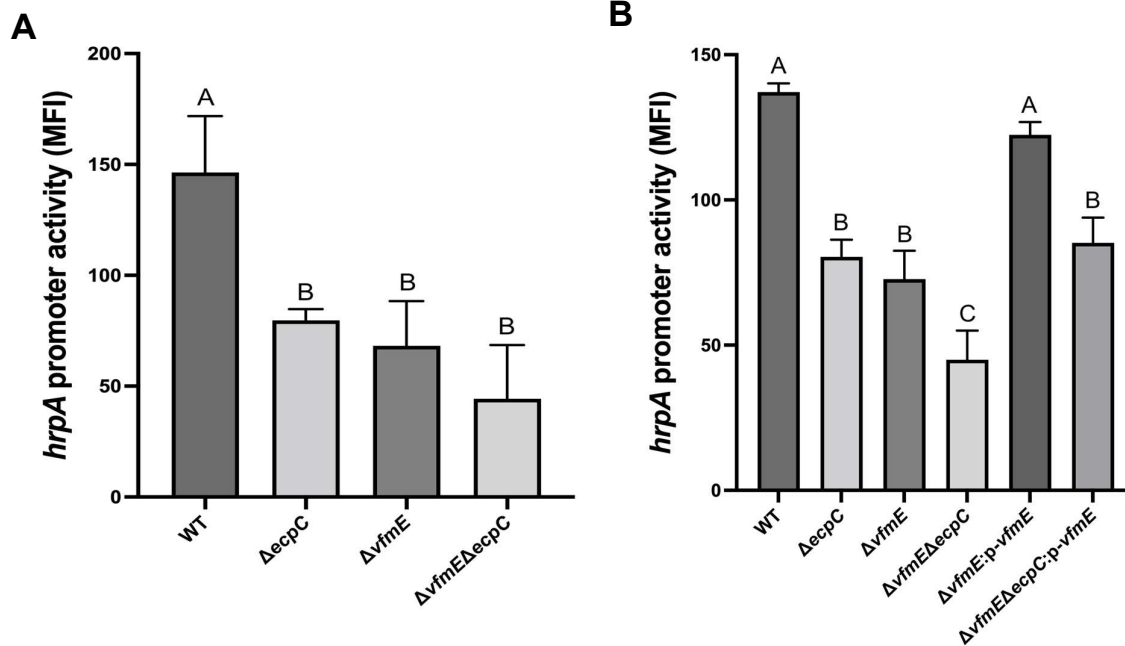 A
hrpA promoter activity (MFI)
200
150
100
50
0
A
B
B
B
WT
ΔecpC
ΔvfmE
ΔvfmEΔecpC
B
hrpA promoter activity (MFI)
150
100
50
0
A
B
B
C
A
B
WT
ΔecpC
ΔvfmE
ΔvfmEΔecpC
ΔvfmE:p-vfmE
ΔvfmEΔecpC:p-vfmE